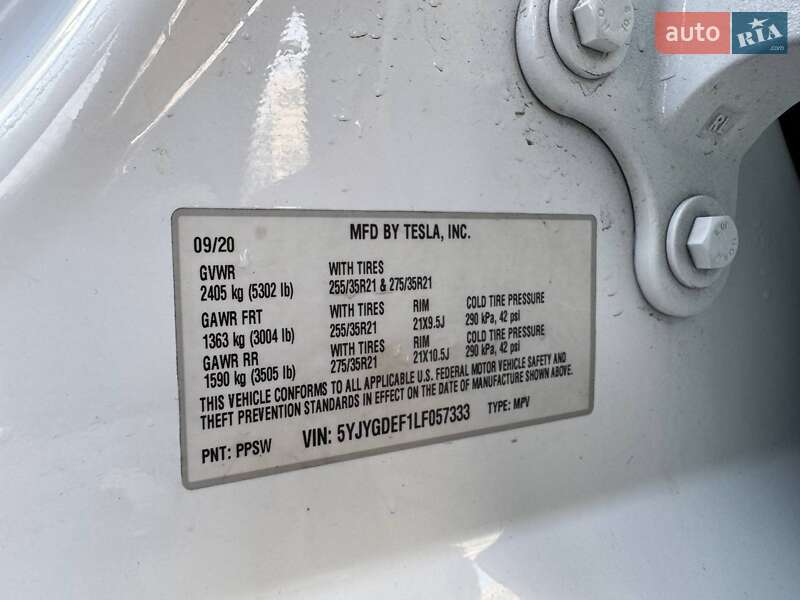 auto RIA.com
09/20 MFD BY TESLA, INC.
GVWR WITH TIRES
2405 kg (5302 lb) 255/35R21 & 275/35R21
GAWR FRT WITH TIRES RIM COLD TIRE PRESSURE
1363 kg (3004 lb) 255/35R21 21X9.5J 290 kPa, 42 psi
GAWR RR WITH TIRES RIM COLD TIRE PRESSURE
1590 kg (3505 lb) 275/35R21 21X10.5J 290 kPa, 42 psi
THIS VEHICLE CONFORMS TO ALL APPLICABLE U.S. FEDERAL MOTOR VEHICLE SAFETY AND
THEFT PREVENTION STANDARDS IN EFFECT ON THE DATE OF MANUFACTURE SHOWN ABOVE.
PNT: PPSW VIN: 5YJYGDEF1LF057333 TYPE: MPV